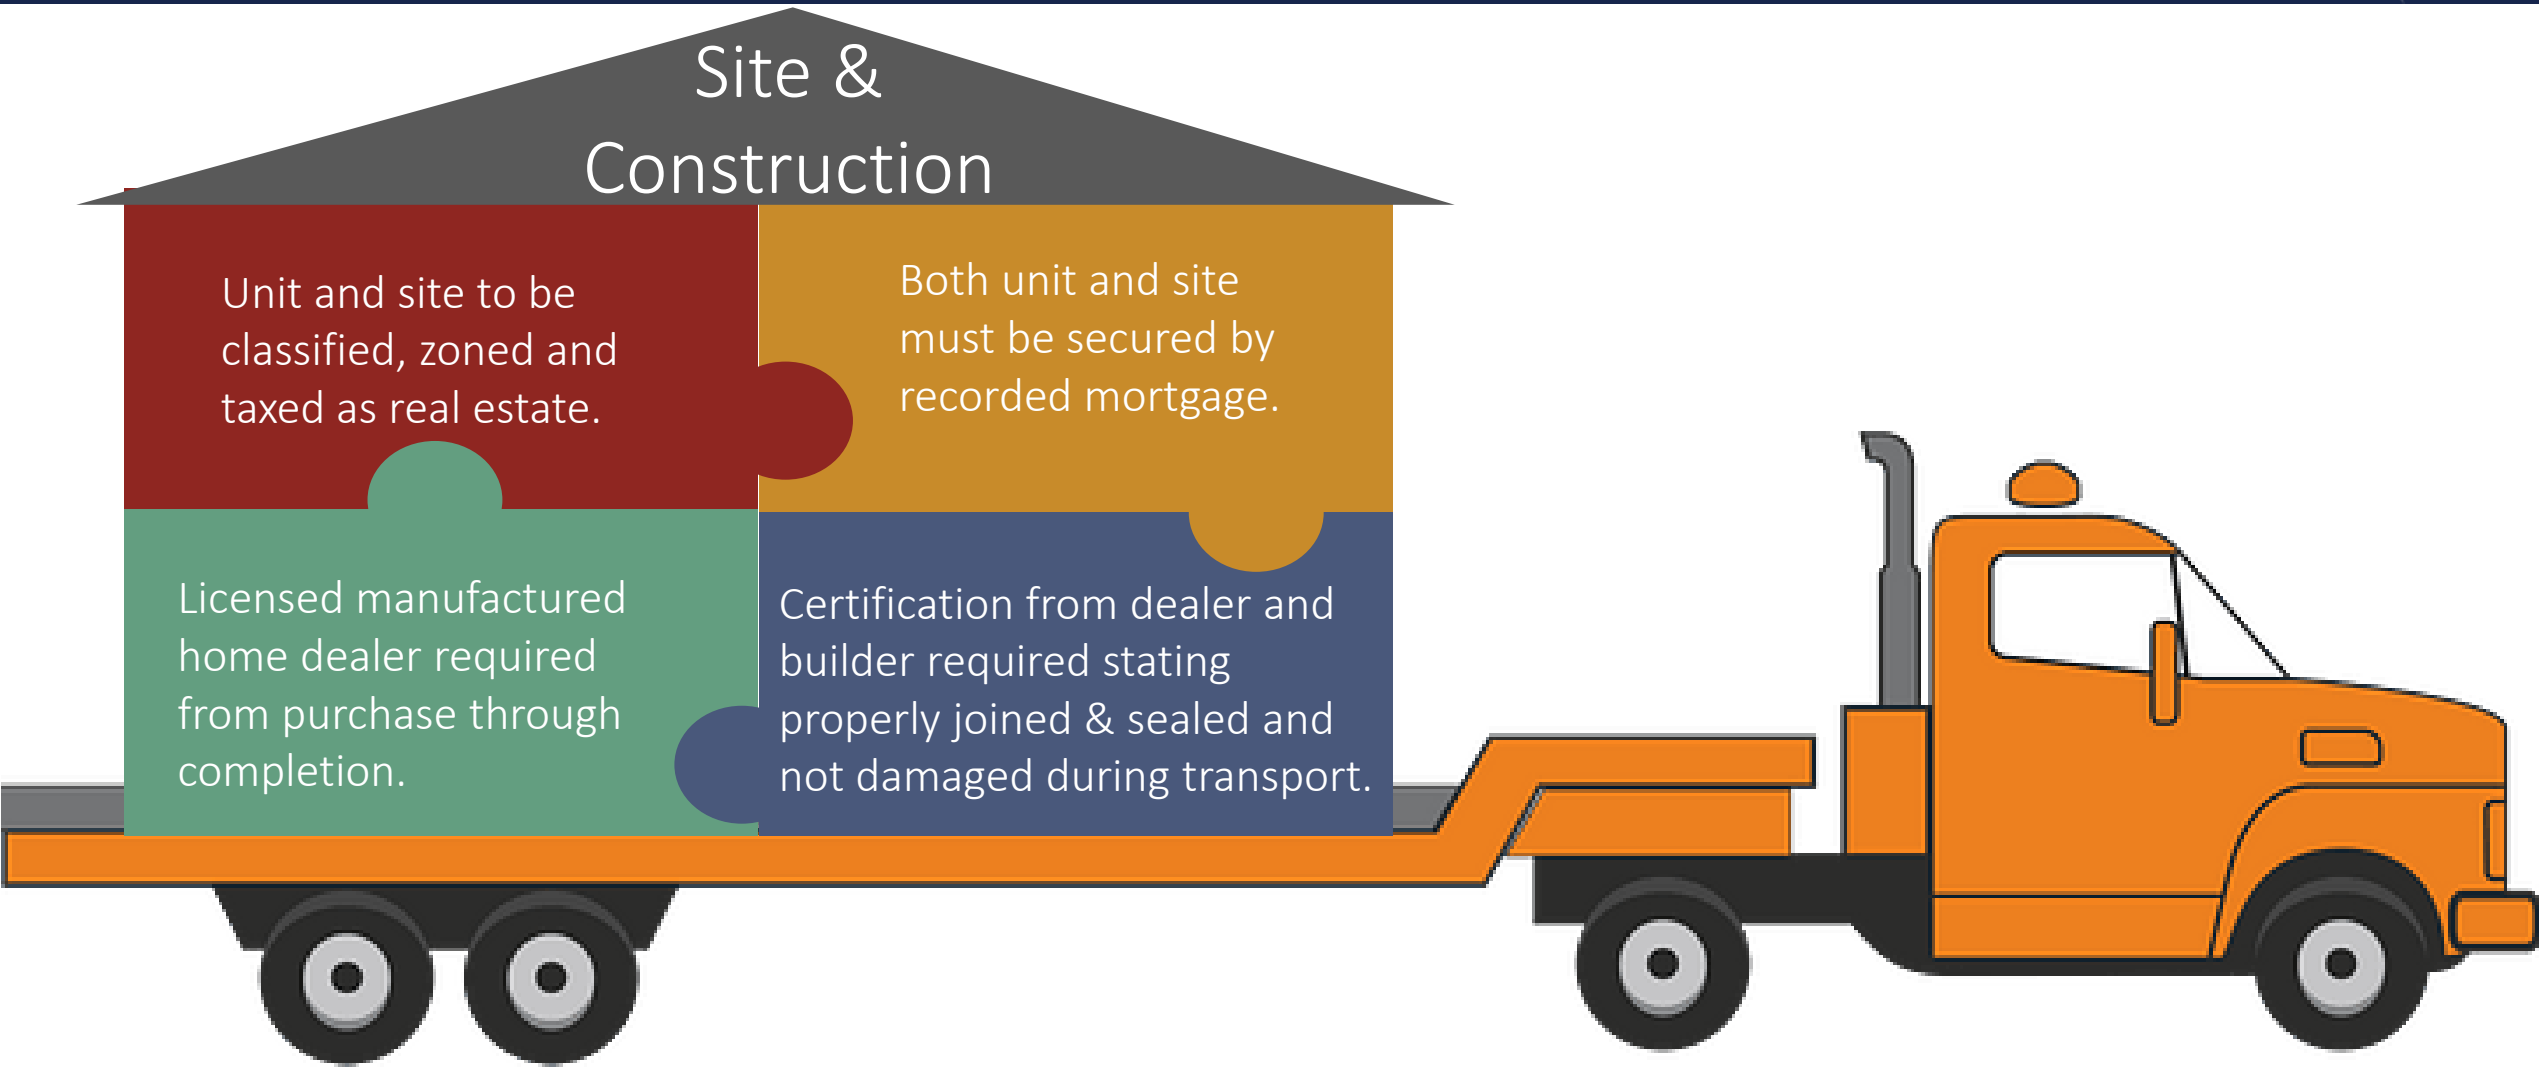 Site &
Construction
Unit and site to be
classified, zoned and
taxed as real estate.
Both unit and site
must be secured by
recorded mortgage.
Licensed manufactured
home dealer required
from purchase through
completion.
Certification from dealer and
builder required stating
properly joined & sealed and
not damaged during transport.